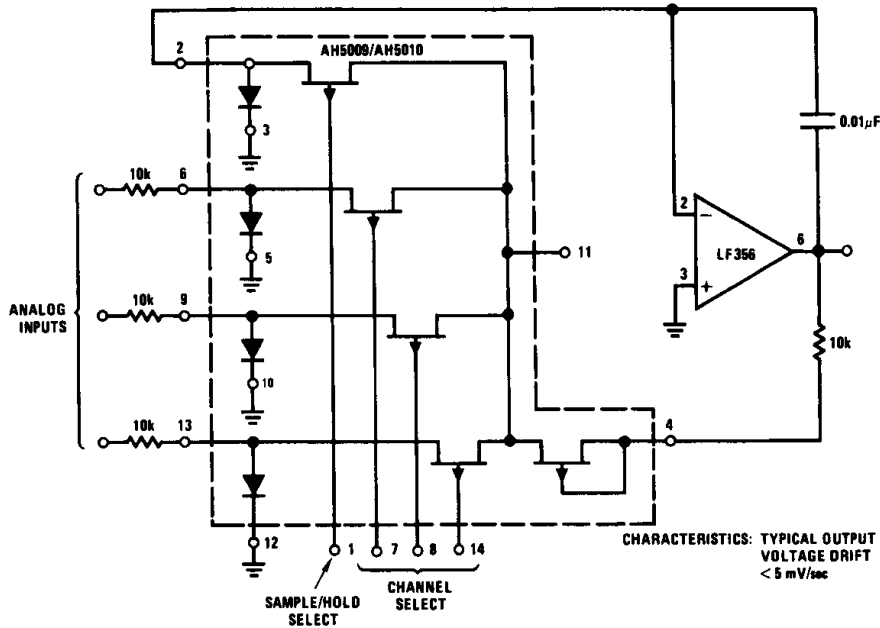 AH5009/AH5010
2
3
0.01μF
10k
6
5
2
6
LF356
3
11
ANALOG
INPUTS
10k
9
10
10k
10k
13
4
12
1
7
8
14
SAMPLE/HOLD
SELECT
CHANNEL
SELECT
CHARACTERISTICS: TYPICAL OUTPUT
VOLTAGE DRIFT
< 5 mV/sec
−
+